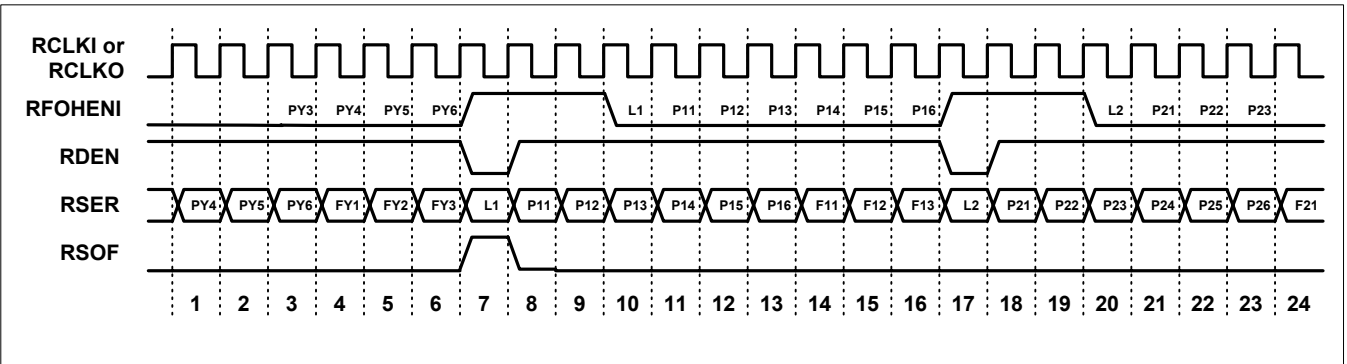 RCLKI or
RCLKO
RFOHENI PY3 PY4 PY5 PY6 L1 P11 P12 P13 P14 P15 P16 L2 P21 P22 P23
RDEN
RSER PY4 PY5 PY6 FY1 FY2 FY3 L1 P11 P12 P13 P14 P15 P16 F11 F12 F13 L2 P21 P22 P23 P24 P25 P26 F21
RSOF
1 2 3 4 5 6 7 8 9 10 11 12 13 14 15 16 17 18 19 20 21 22 23 24